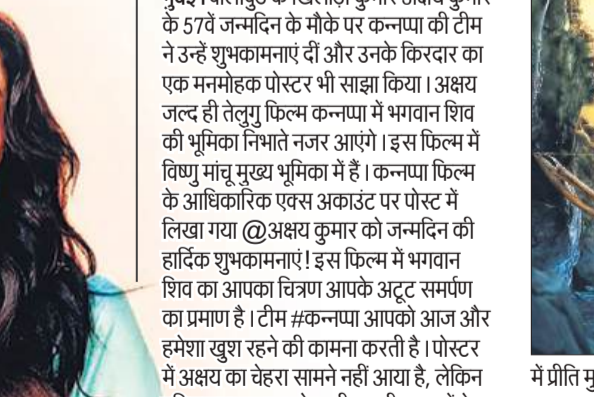 के 57वें जन्मदिन के मौके पर कन्नप्पा की टीम
ने उन्हें शुभकामनाएं दीं और उनके किरदार का
एक मनमोहक पोस्टर भी साझा किया। अक्षय
जल्द ही तेलुगु फिल्म कन्नप्पा में भगवान शिव
की भूमिका निभाते नजर आएंगे। इस फिल्म में
विष्णु मांचू मुख्य भूमिका में हैं। कन्नप्पा फिल्म
के आधिकारिक एक्स अकाउंट पर पोस्ट में
लिखा गया @अक्षय कुमार को जन्मदिन की
हार्दिक शुभकामनाएं! इस फिल्म में भगवान
शिव का आपका चित्रण आपके अटूट समर्पण
का प्रमाण है। टीम #कन्नप्पा आपको आज और
हमेशा खुश रहने की कामना करती है। पोस्टर
में अक्षय का चेहरा सामने नहीं आया है, लेकिन
में प्रीति